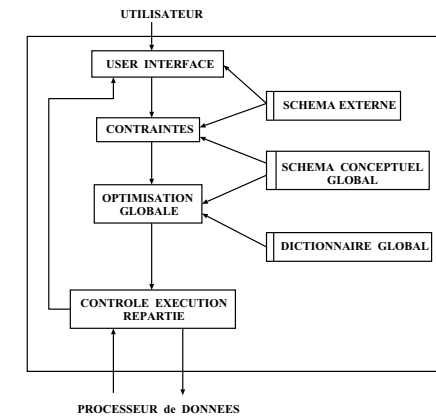 UTILISATEUR
USER INTERFACE
SCHEMA EXTERNE
CONTRAINTES
SCHEMA CONCEPTUEL
GLOBAL
OPTIMISATION
GLOBALE
DICTIONNAIRE GLOBAL
CONTROLE EXECUTION
REPARTIE
PROCESSEUR de DONNEES